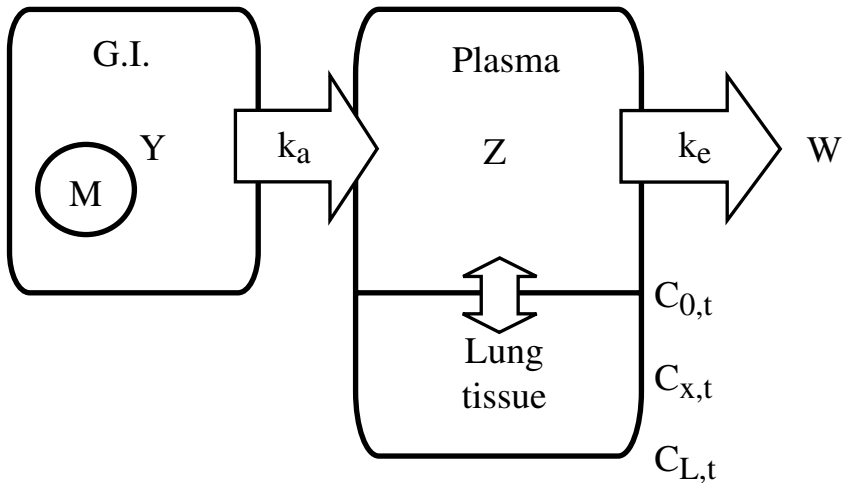 G.I.
Y
M
k_a
Plasma
Z
k_e
W
Lung
tissue
C_0,t
C_x,t
C_L,t